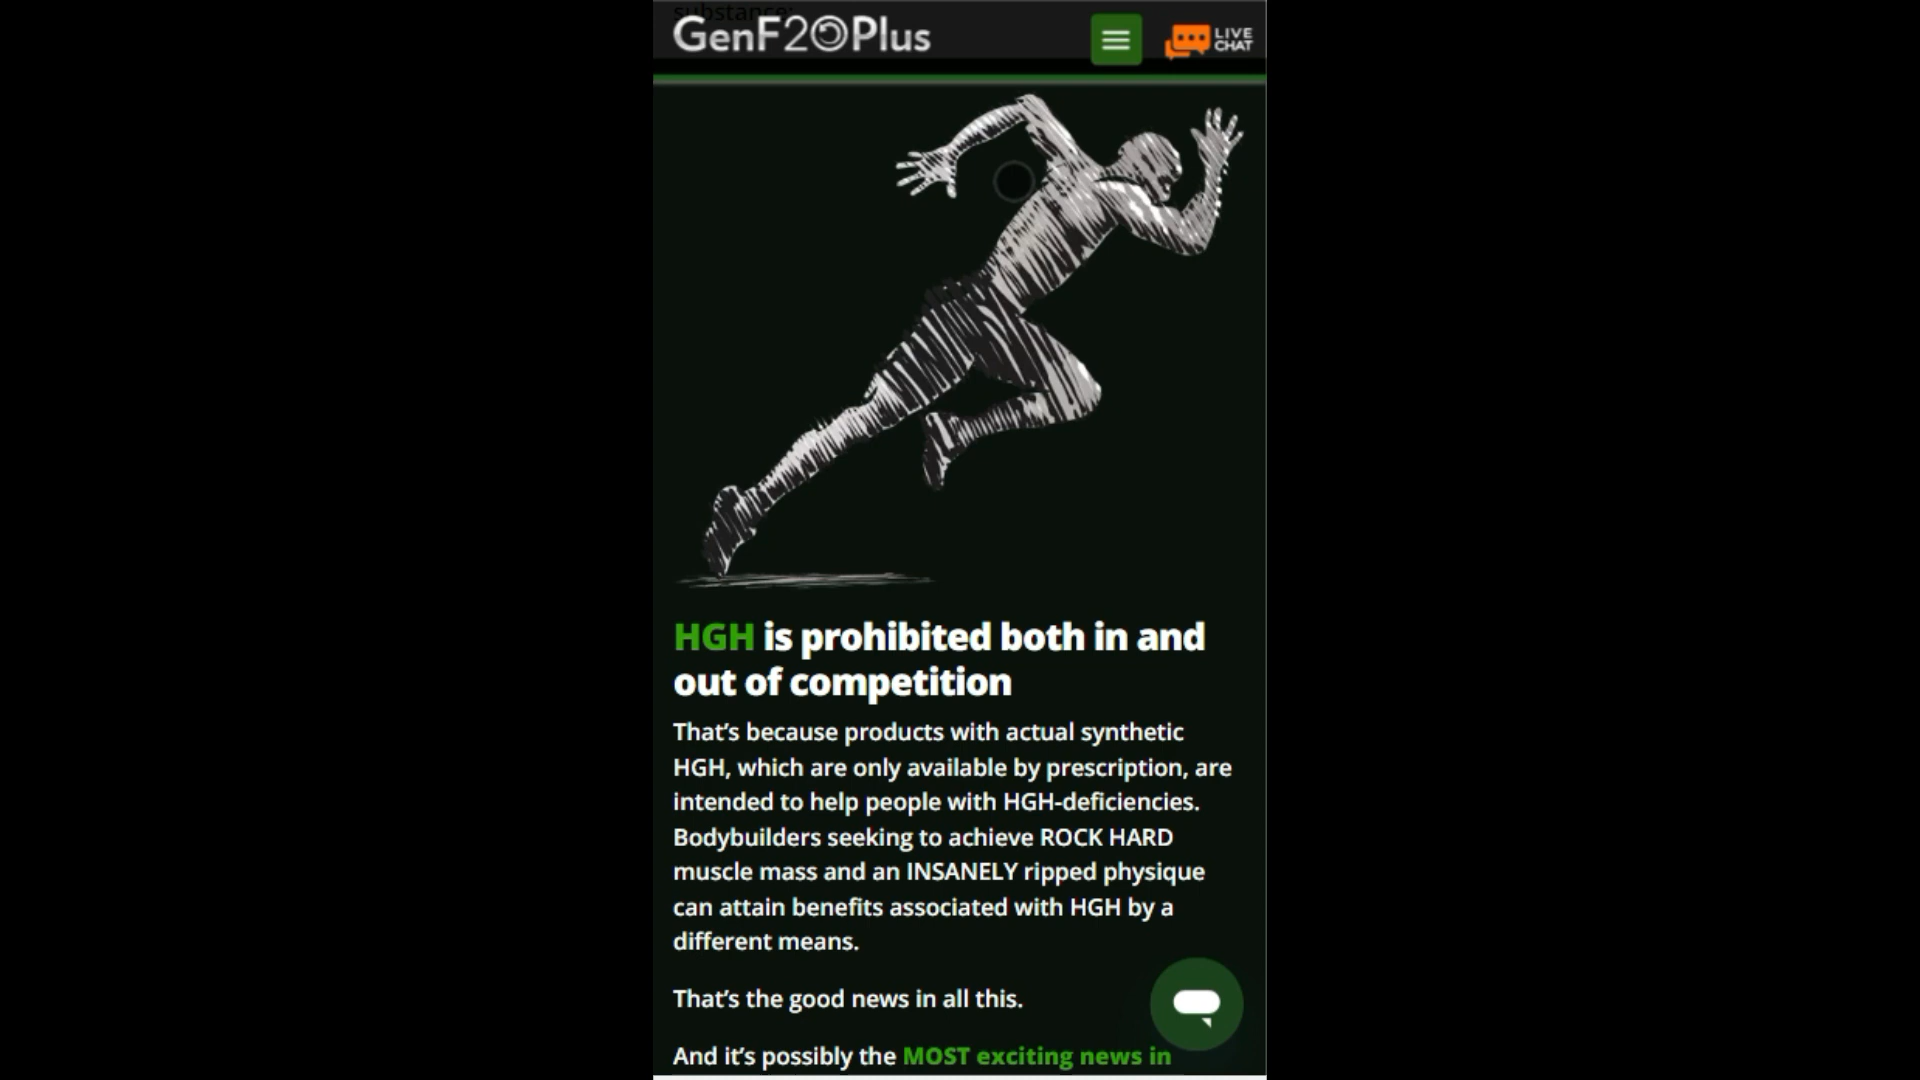 substance:
GenF20Plus
LIVE
CHAT
HGH is prohibited both in and
out of competition
That’s because products with actual synthetic
HGH, which are only available by prescription, are
intended to help people with HGH-deficiencies.
Bodybuilders seeking to achieve ROCK HARD
muscle mass and an INSANELY ripped physique
can attain benefits associated with HGH by a
different means.
That’s the good news in all this.
And it’s possibly the MOST exciting news in